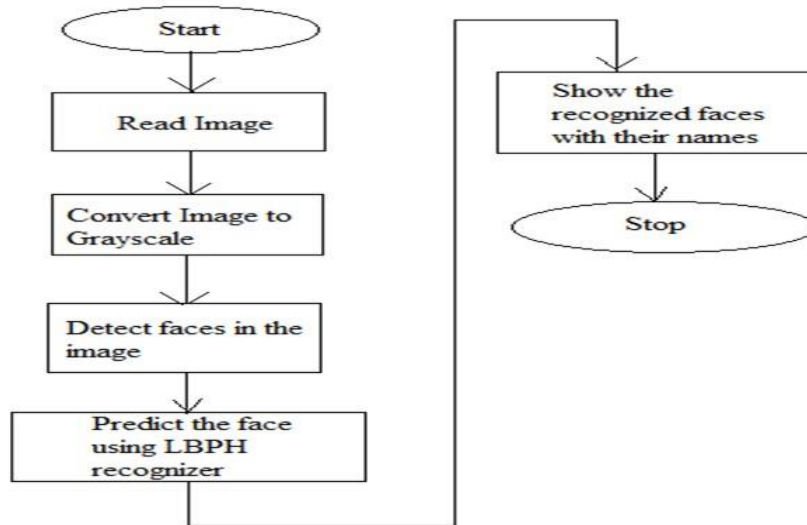 Start
Read Image
Convert Image to
Grayscale
Detect faces in the
image
Predict the face
using LBPH
recognizer
Show the
recognized faces
with their names
Stop